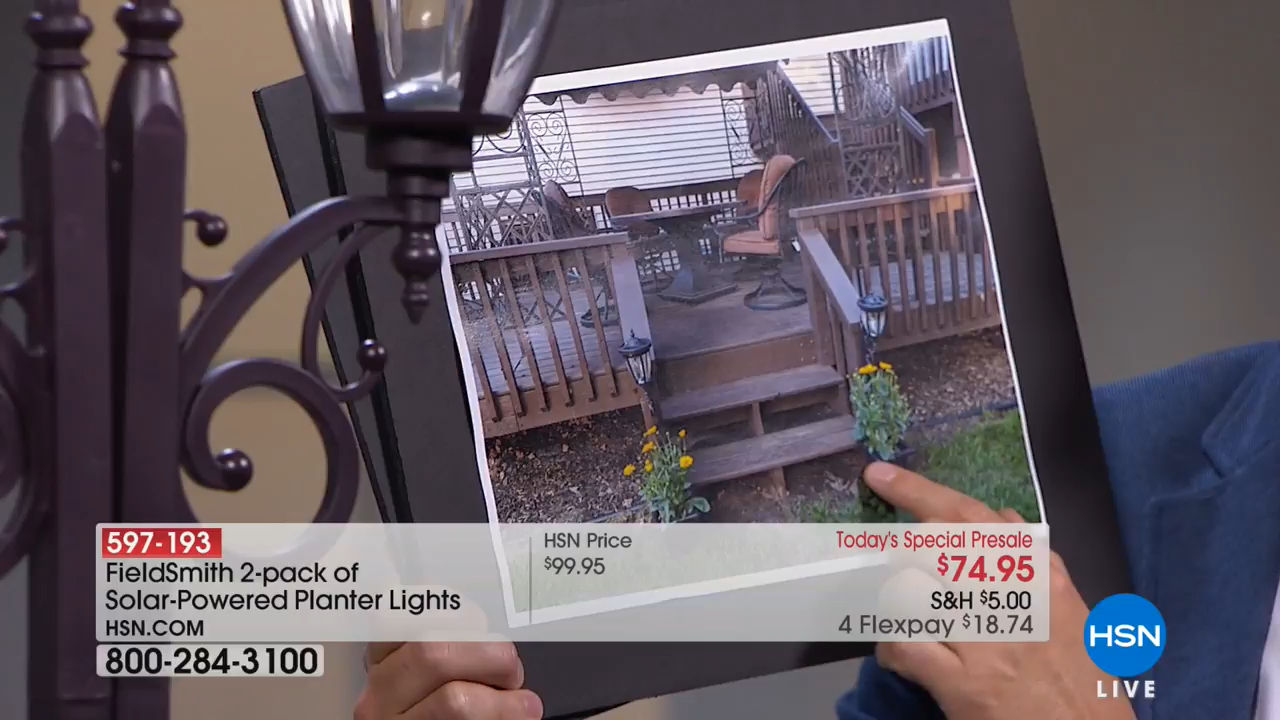 597-193
FieldSmith 2-pack of
Solar-Powered Planter Lights
HSN.COM
800-284-3100
HSN Price
$99.95
Today's Special Presale
$74.95
S&H $5.00
4 Flexpay $18.74
HSN
LIVE